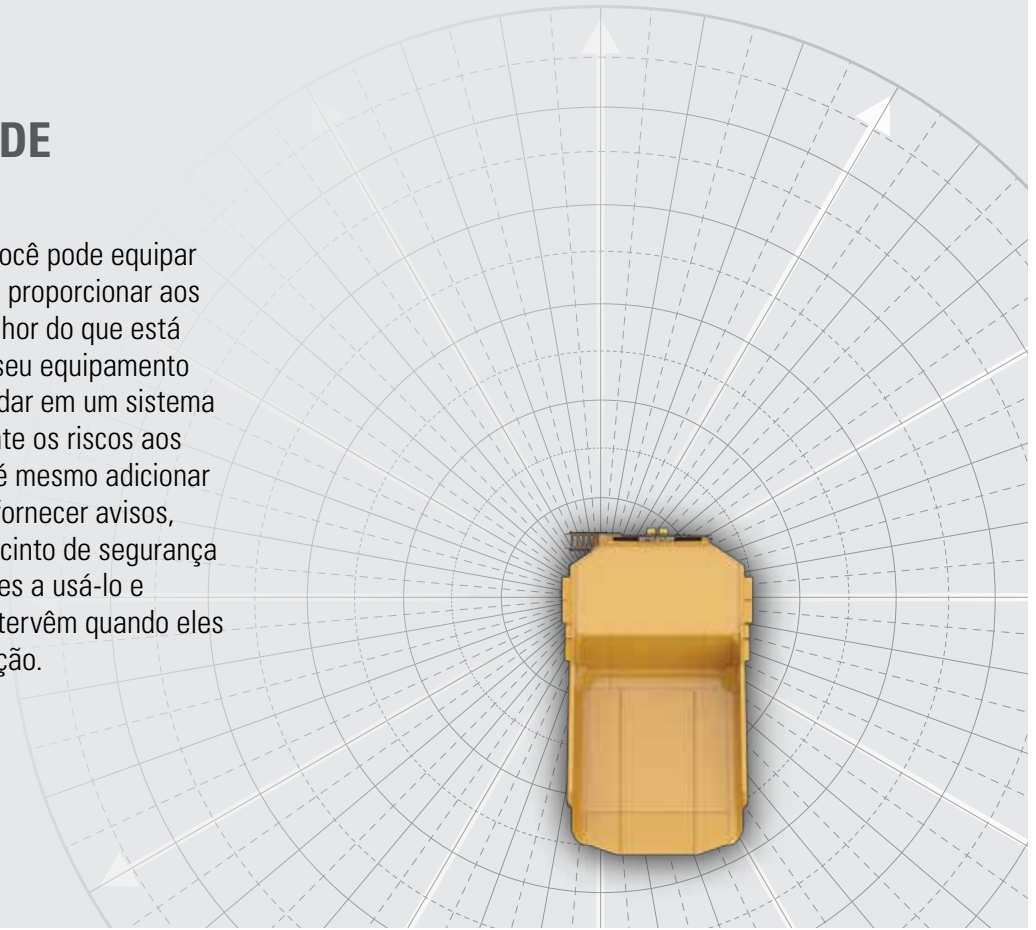 DE
ocê pode equipar
proporcionar aos
hor do que está
seu equipamento
dar em um sistema
te os riscos aos
é mesmo adicionar
fornecer avisos,
cinto de segurança
es a usá-lo e
tervêm quando eles
ção.